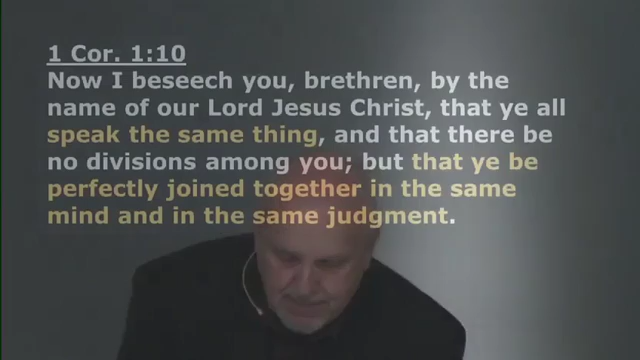 1 Cor. 1:10
Now I beseech you, brethren, by the
name of our Lord Jesus Christ, that ye all
speak the same thing, and that there be
no divisions among you; but that ye be
perfectly joined together in the same
mind and in the same judgment.